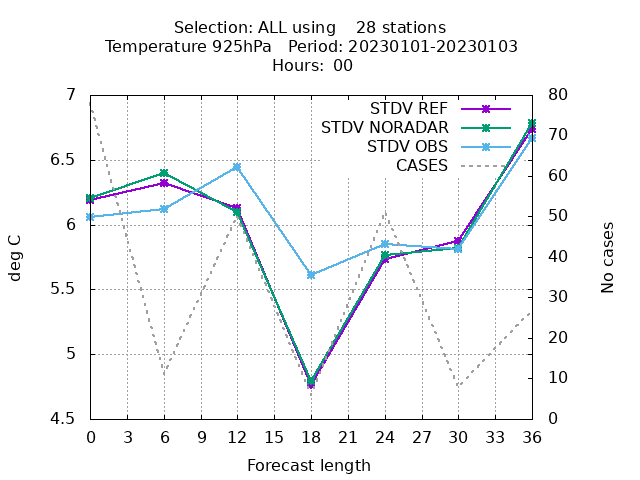 Selection: ALL using    28 stations
Temperature 925hPa   Period: 20230101-20230103
Hours:  00
STDV REF
STDV NORADAR
STDV OBS
CASES
7
6.5
6
5.5
5
4.5
deg C
80
70
60
50
40
30
20
10
0
No cases
0 3 6 9 12 15 18 21 24 27 30 33 36
Forecast length